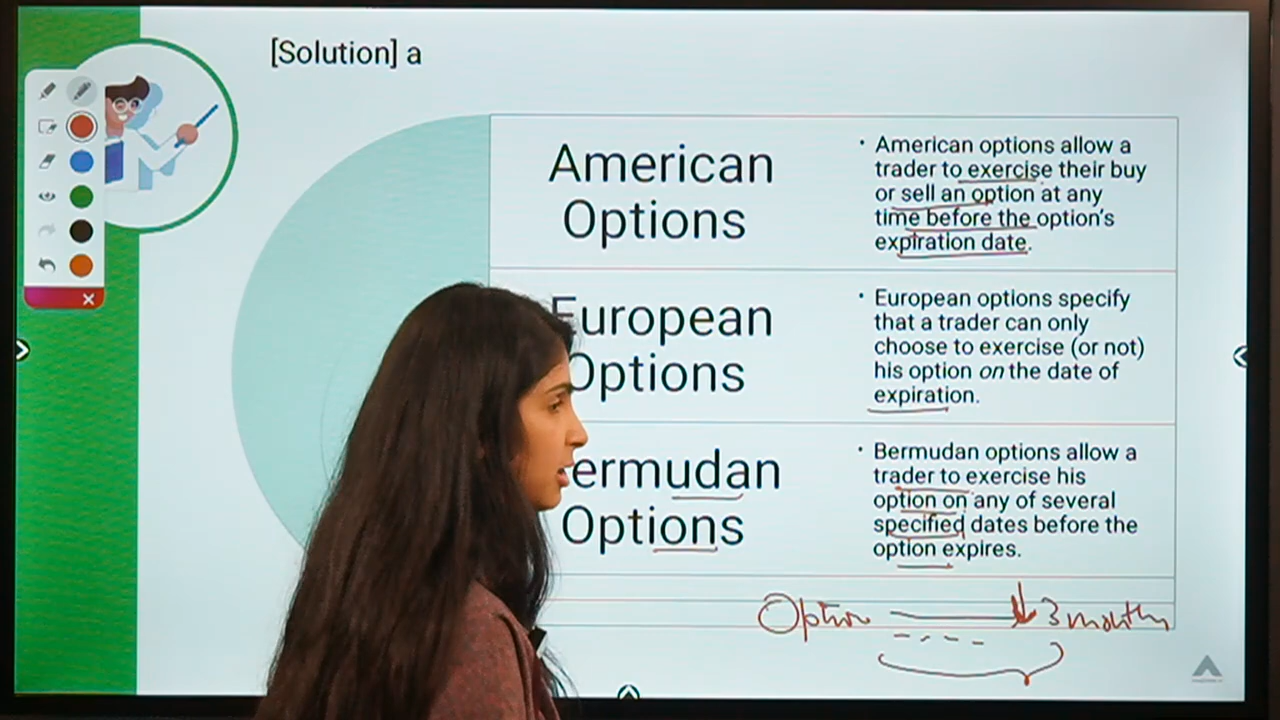 [Solution] a
American
Options
• American options allow a
trader to exercise their buy
or sell an option at any
time before the option's
expiration date.
European
Options
• European options specify
that a trader can only
choose to exercise (or not)
his option on the date of
expiration.
ermudan
Options
• Bermudan options allow a
trader to exercise his
option on any of several
specified dates before the
option expires.
Option 3 months